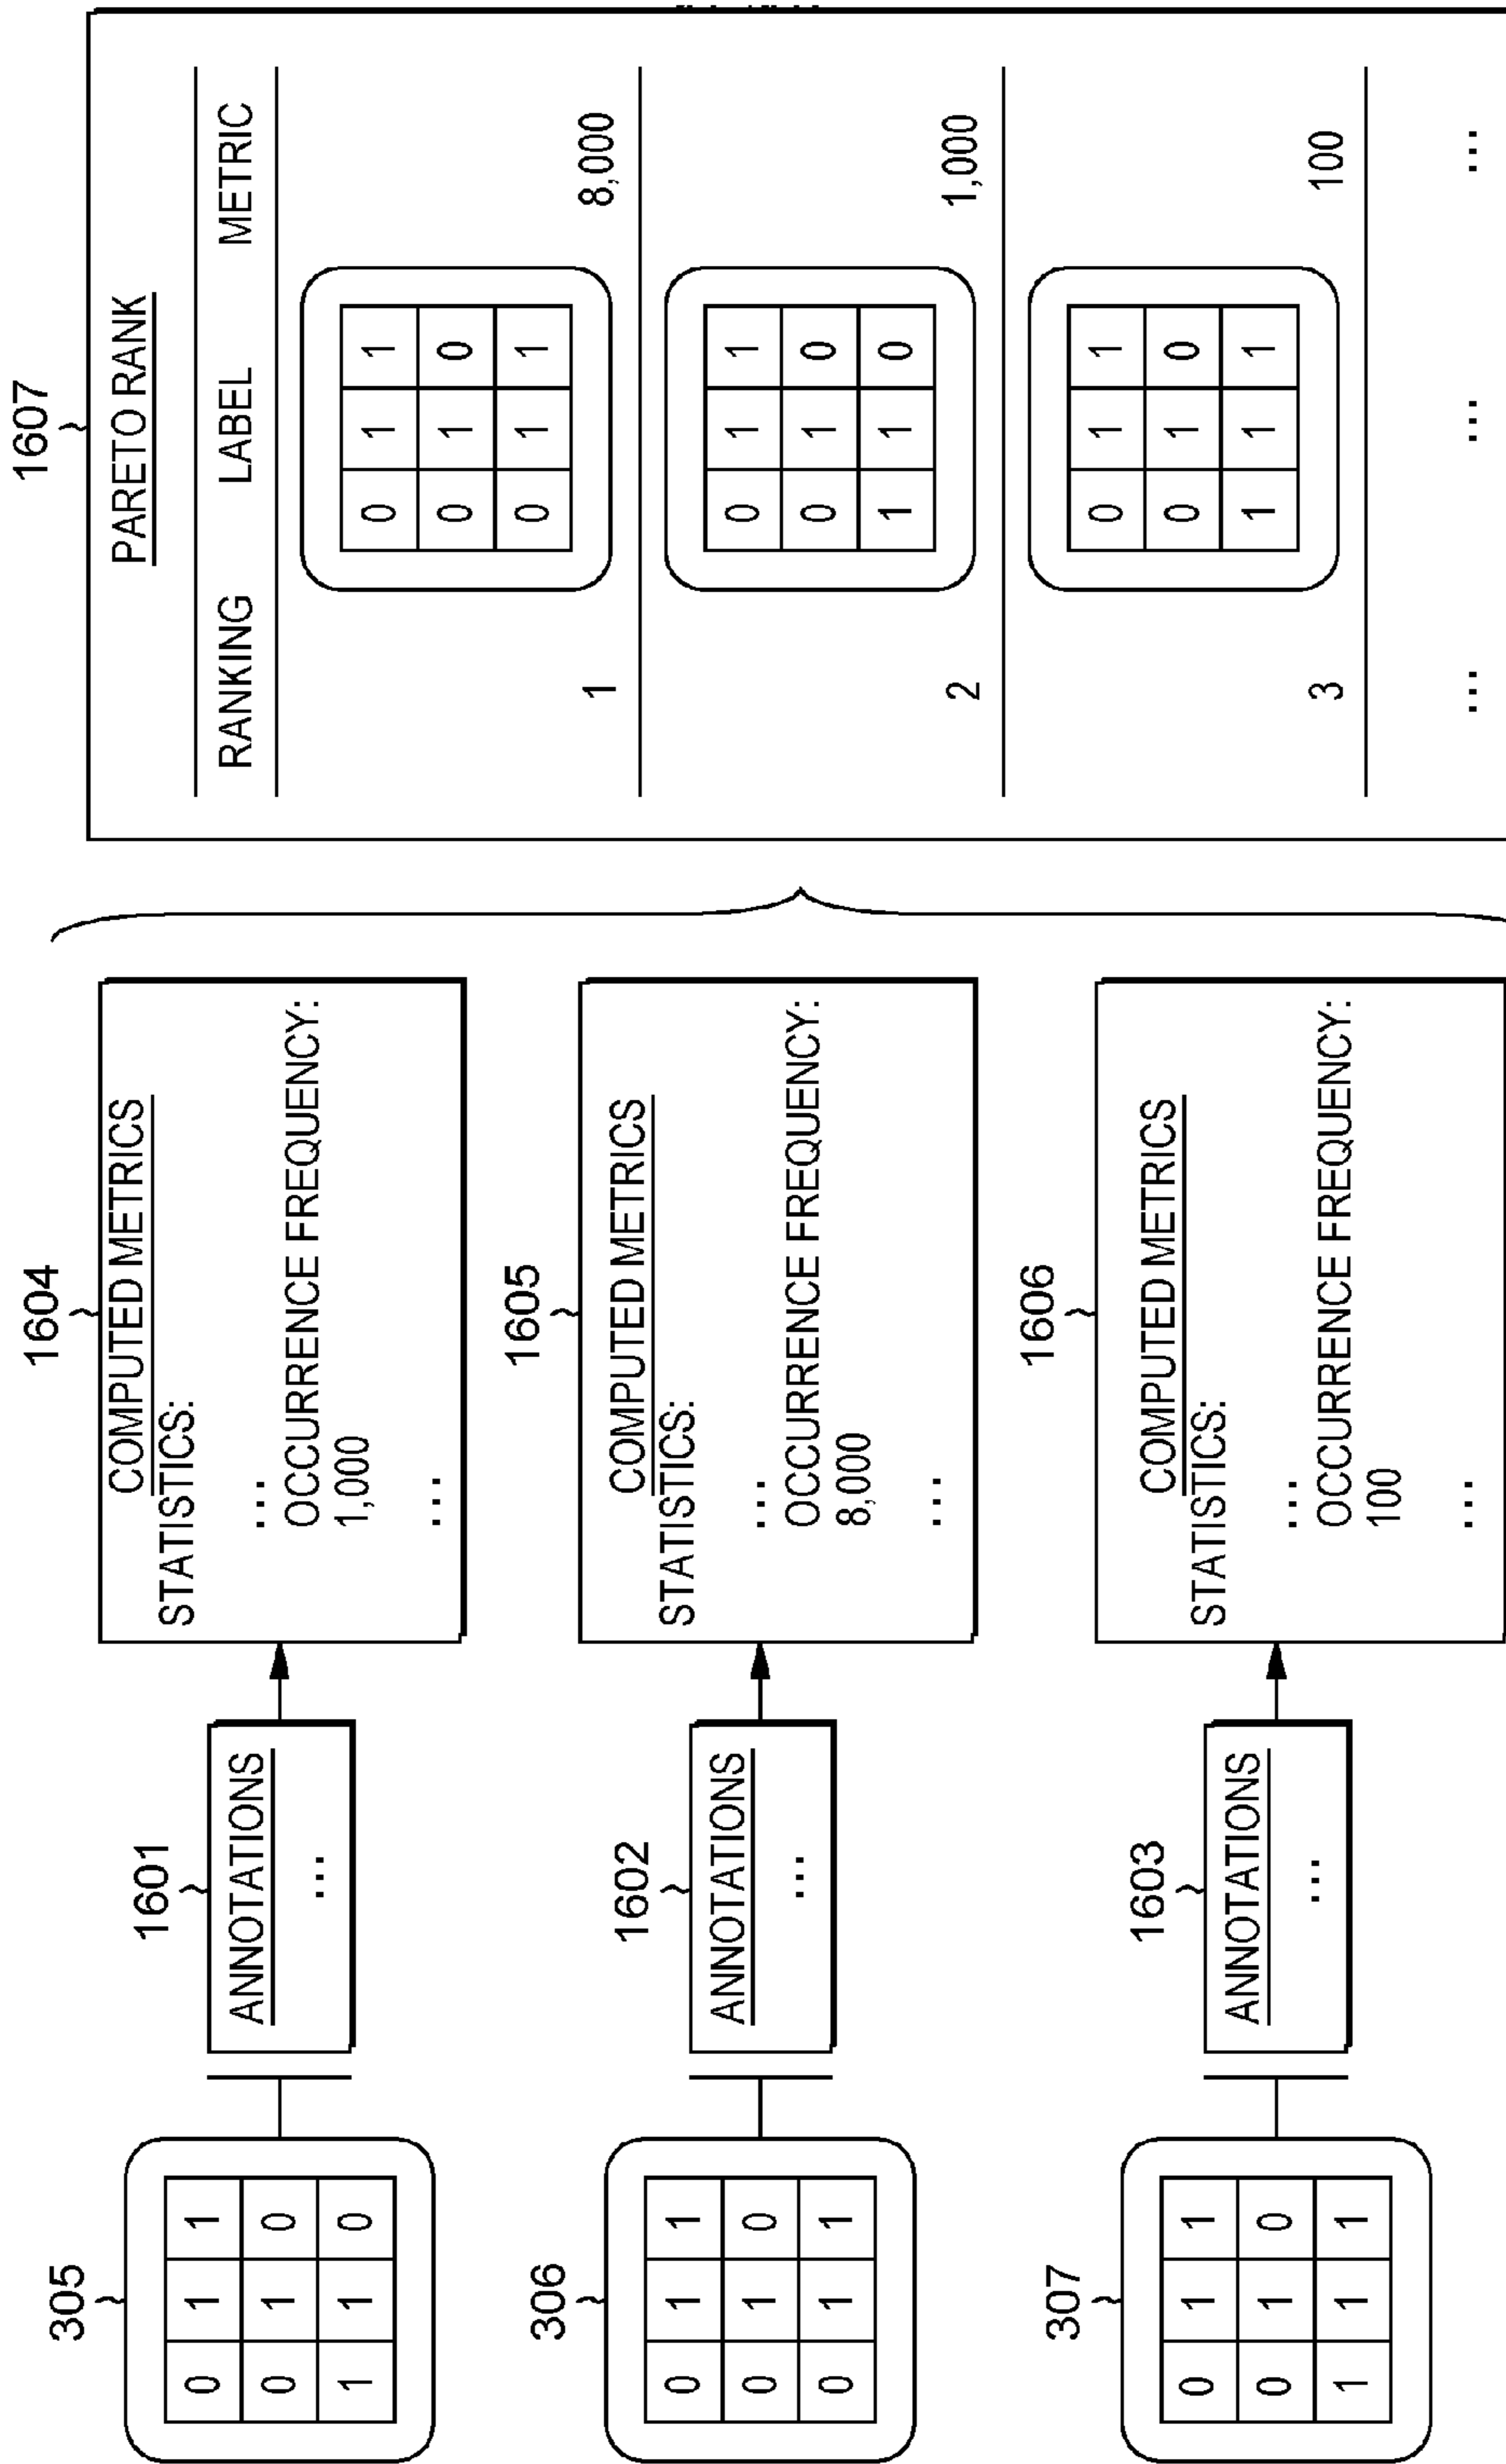 305
0 1 1
0 1 0
1 1 0
1601
ANNOTATIONS
...
1604
COMPUTED METRICS
STATISTICS:
...
OCCURRENCE FREQUENCY:
1,000
...
306
0 1 1
0 1 0
0 1 1
1602
ANNOTATIONS
...
1605
COMPUTED METRICS
STATISTICS:
...
OCCURRENCE FREQUENCY:
8,000
...
307
0 1 1
0 1 0
1 1 1
1603
ANNOTATIONS
...
1606
COMPUTED METRICS
STATISTICS:
...
OCCURRENCE FREQUENCY:
100
...
1607
PARETO RANK
RANKING LABEL METRIC
0 1 1
0 1 0
0 1 1
1 8,000
0 1 1
0 1 0
1 1 0
2 1,000
0 1 1
0 1 0
1 1 1
3 100
... ... ...